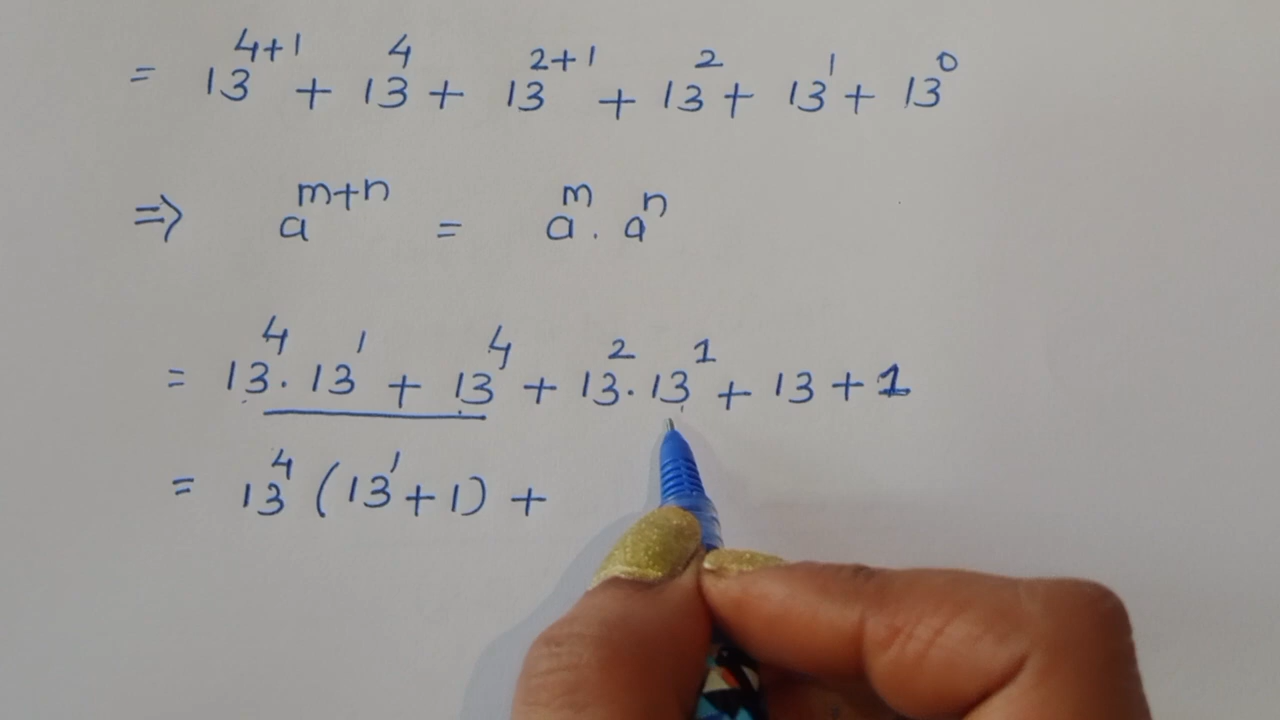 = 13^{4+1} + 13^4 + 13^{2+1} + 13^2 + 13^1 + 13^0
=> a^{m+n} = a^m . a^n
= 13^4 . 13^1 + 13^4 + 13^2 . 13^1 + 13 + 1
= 13^4 (13^1 + 1) +